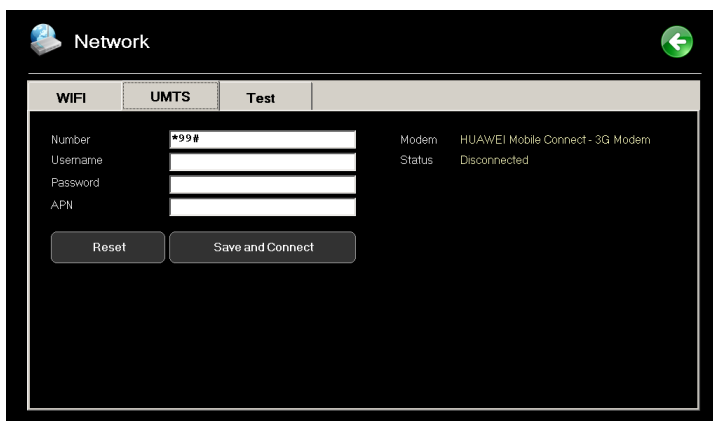 Network
WIFI UMTS Test
Number *99# Modem HUAWEI Mobile Connect - 3G Modem
Username Status Disconnected
Password
APN
Reset Save and Connect